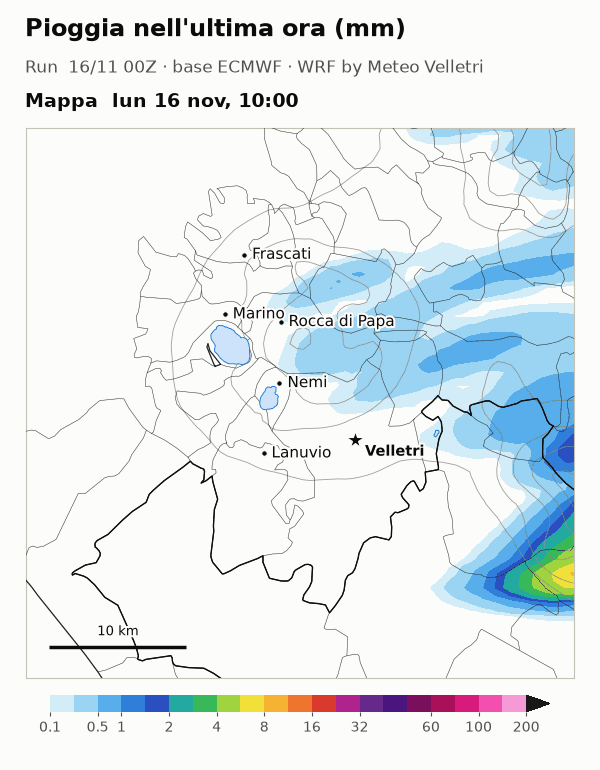 Pioggia nell'ultima ora (mm)
Run 16/11 00Z · base ECMWF · WRF by Meteo Velletri
Mappa lun 16 nov, 10:00
Frascati
Marino
Rocca di Papa
Nemi
Velletri
Lanuvio
10 km
0.1 0.5 1 2 4 8 16 32 60 100 200